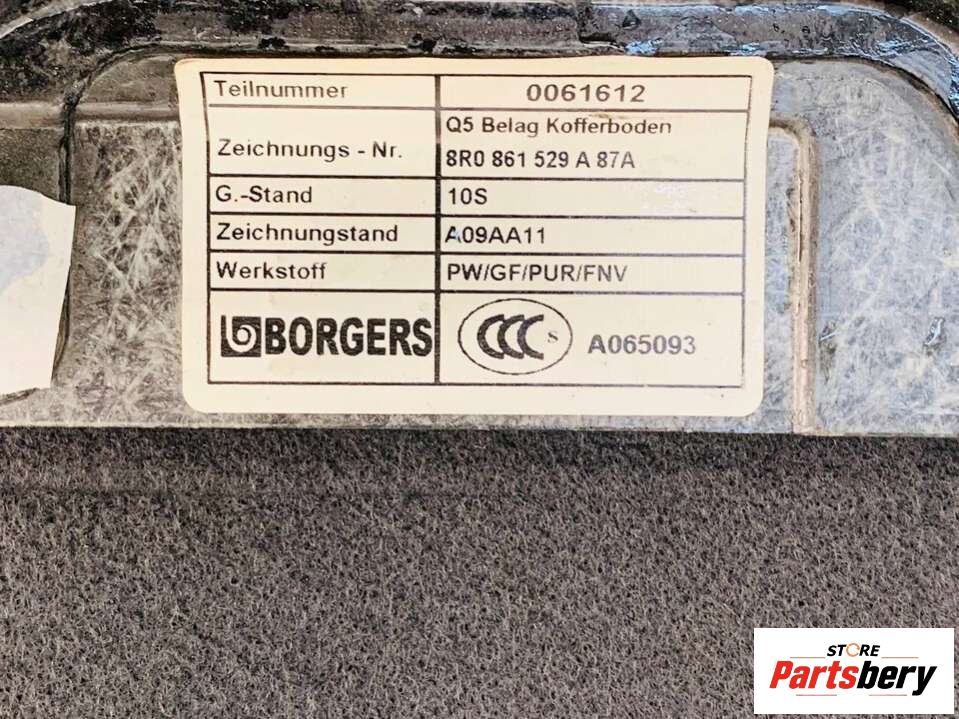 Teilnummer 0061612
Q5 Belag Kofferboden
Zeichnungs - Nr. 8R0 861 529 A 87A
G.-Stand 10S
Zeichnungstand A09AA11
Werkstoff PW/GF/PUR/FNV
BORGERS CCC S A065093
STORE
Partsbery